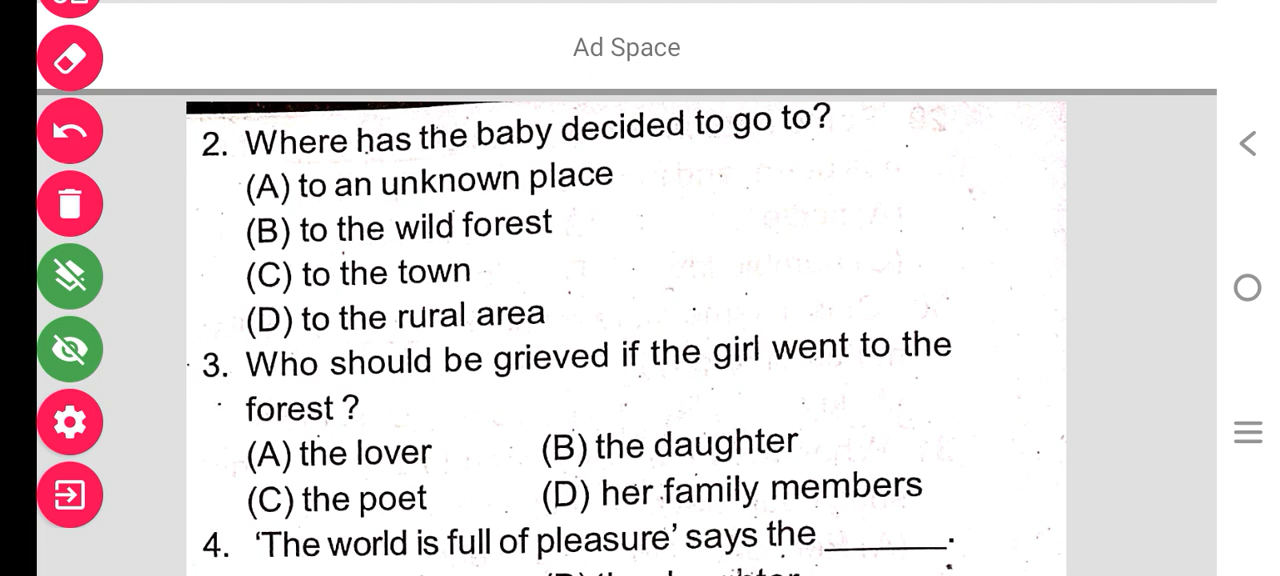 Ad Space
2. Where has the baby decided to go to?
(A) to an unknown place
(B) to the wild forest
(C) to the town
(D) to the rural area
3. Who should be grieved if the girl went to the
forest ?
(A) the lover (B) the daughter
(C) the poet (D) her family members
4. 'The world is full of pleasure' says the ______.